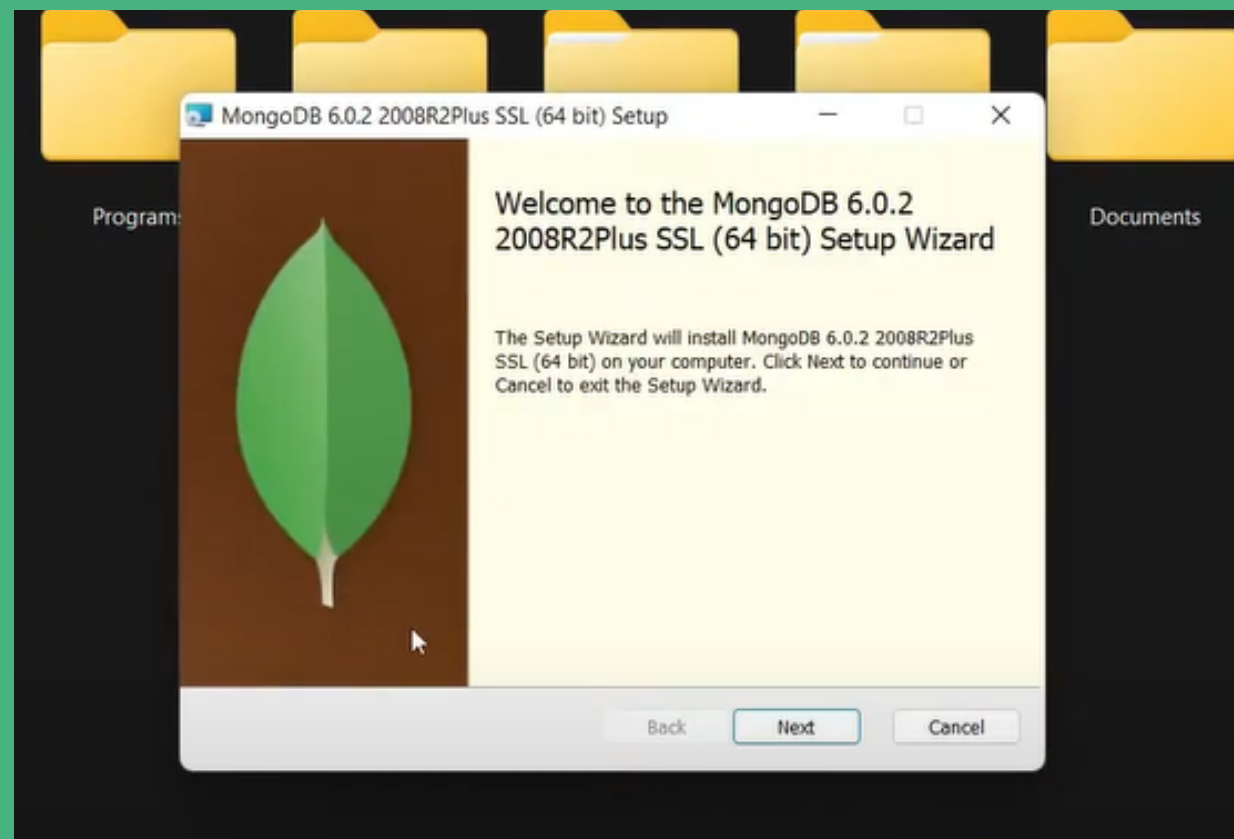 MongoDB 6.0.2 2008R2Plus SSL (64 bit) Setup
Programs
Documents
Welcome to the MongoDB 6.0.2
2008R2Plus SSL (64 bit) Setup Wizard
The Setup Wizard will install MongoDB 6.0.2 2008R2Plus
SSL (64 bit) on your computer. Click Next to continue or
Cancel to exit the Setup Wizard.
Back
Next
Cancel